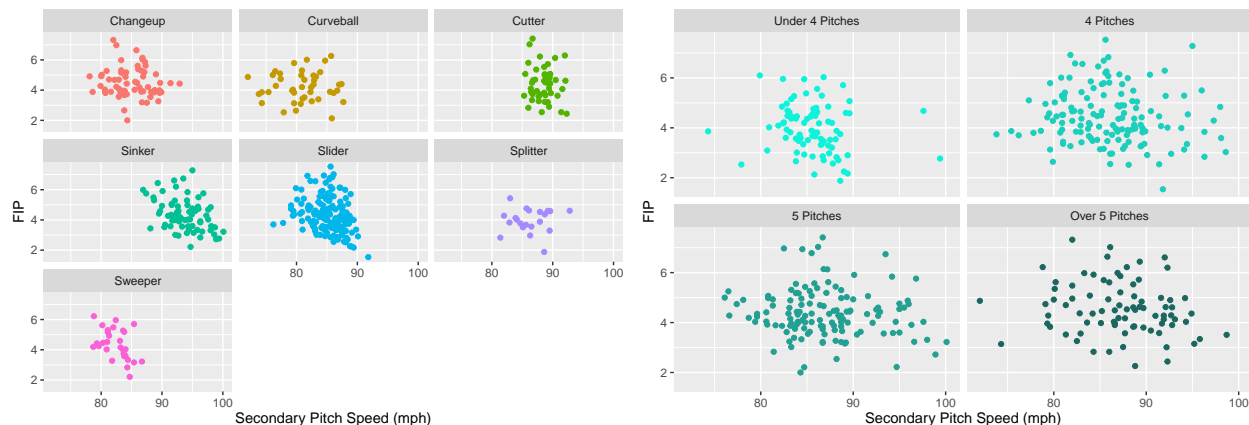 Changeup Curveball Cutter
6
4
2
Sinker Slider Splitter
6
4
2
Sweeper
6
4
2
80 90 100 80 90 100
80 90 100
FIP
Secondary Pitch Speed (mph)
Under 4 Pitches 4 Pitches
6
4
2
5 Pitches Over 5 Pitches
6
4
2
80 90 100 80 90 100
FIP
Secondary Pitch Speed (mph)